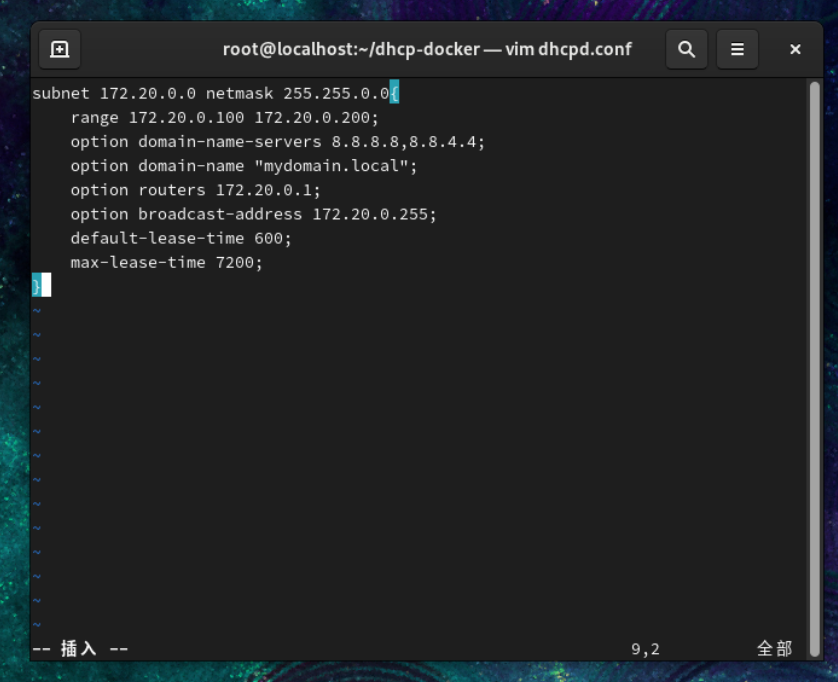 root@localhost:~/dhcp-docker — vim dhcpd.conf
subnet 172.20.0.0 netmask 255.255.0.0{
    range 172.20.0.100 172.20.0.200;
    option domain-name-servers 8.8.8.8,8.8.4.4;
    option domain-name "mydomain.local";
    option routers 172.20.0.1;
    option broadcast-address 172.20.0.255;
    default-lease-time 600;
    max-lease-time 7200;
}
~
~
~
~
~
~
~
~
~
~
~
~
~
~
-- 插入 -- 9,2 全部